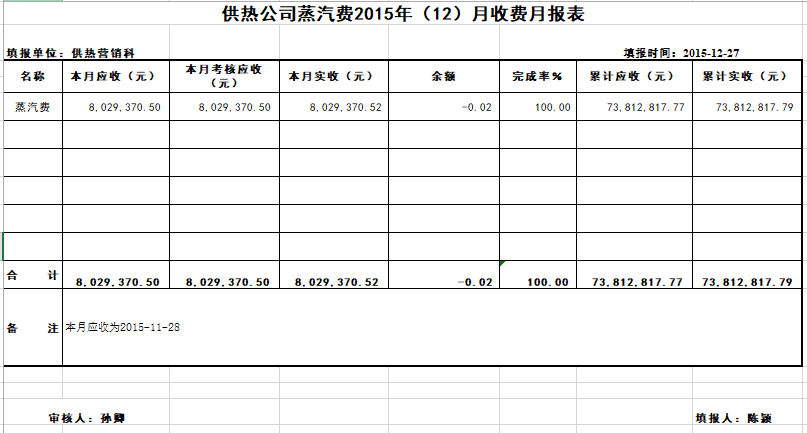 供热公司蒸汽费2015年（12）月收费月报表
填报单位：供热营销科 填报时间：2015-12-27
名称 本月应收（元） 本月考核应收（元） 本月实收（元） 余额 完成率% 累计应收（元） 累计实收（元）
蒸汽费 8,029,370.50 8,029,370.50 8,029,370.52 -0.02 100.00 73,812,817.77 73,812,817.79
合 计 8,029,370.50 8,029,370.50 8,029,370.52 -0.02 100.00 73,812,817.77 73,812,817.79
备 注 本月应收为2015-11-28
审核人：孙卿 填报人：陈颖